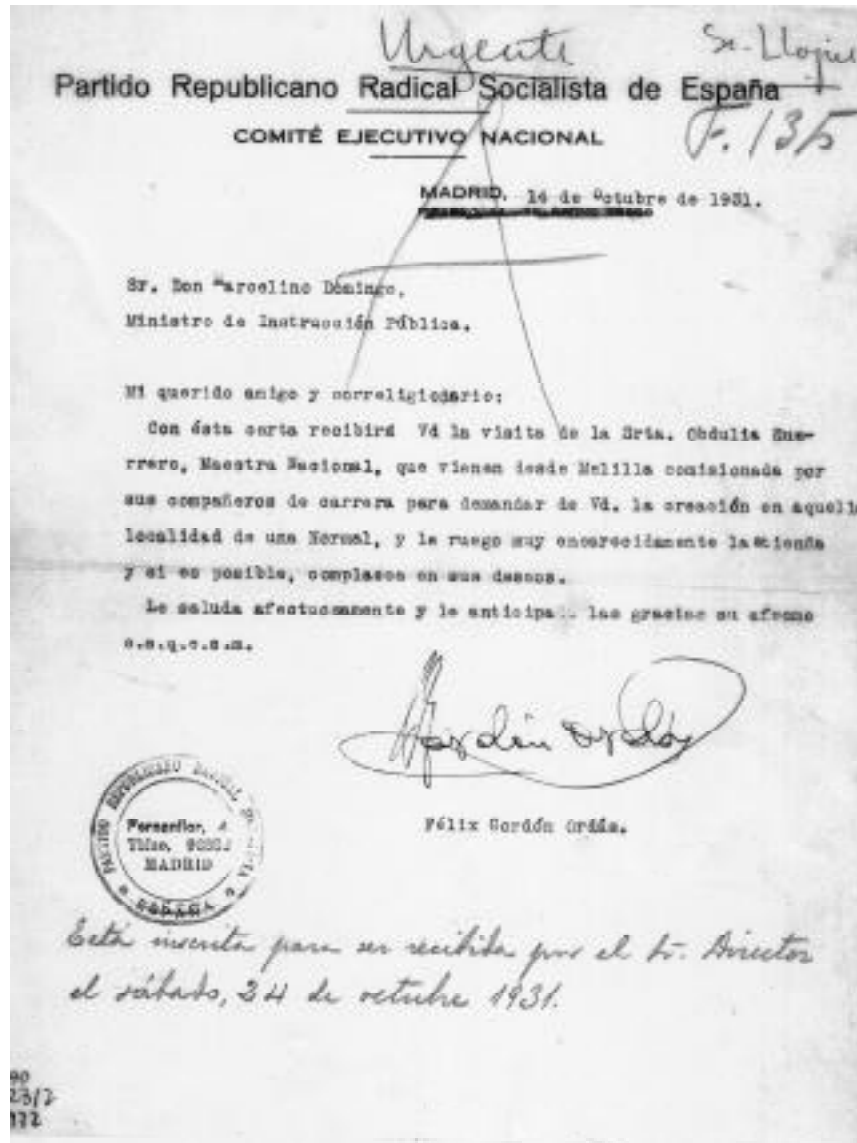 Urgente
Sr. Llopis
Partido Republicano Radical Socialista de España
F. 135
COMITÉ EJECUTIVO NACIONAL
MADRID, 14 de Octubre de 1931.
Sr. Don Marcelino Domingo,
Ministro de Instrucción Pública.
Mi querido amigo y correligionario:
Con ésta carta recibirá Vd la visita de la Srta. Obdulia Gue-
rrero, Maestra Nacional, que vienen desde Melilla comisionada por
sus compañeros de carrera para demandar de Vd. la creación en aquella
localidad de una Normal, y le ruego muy encarecidamente la atienda
y si es posible, complazca en sus deseos.
Le saluda afectuosamente y le anticipa las gracias su afmo
e.s.q.e.s.m.
Gordón Ordás
Félix Gordón Ordás.
PARTIDO REPUBLICANO RADICAL SOCIALISTA
Fernanflor, 4
MADRID
ESPAÑA
Está inscrita para ser recibida por el Sr. Director
el sábado, 24 de octubre 1931.
23/2